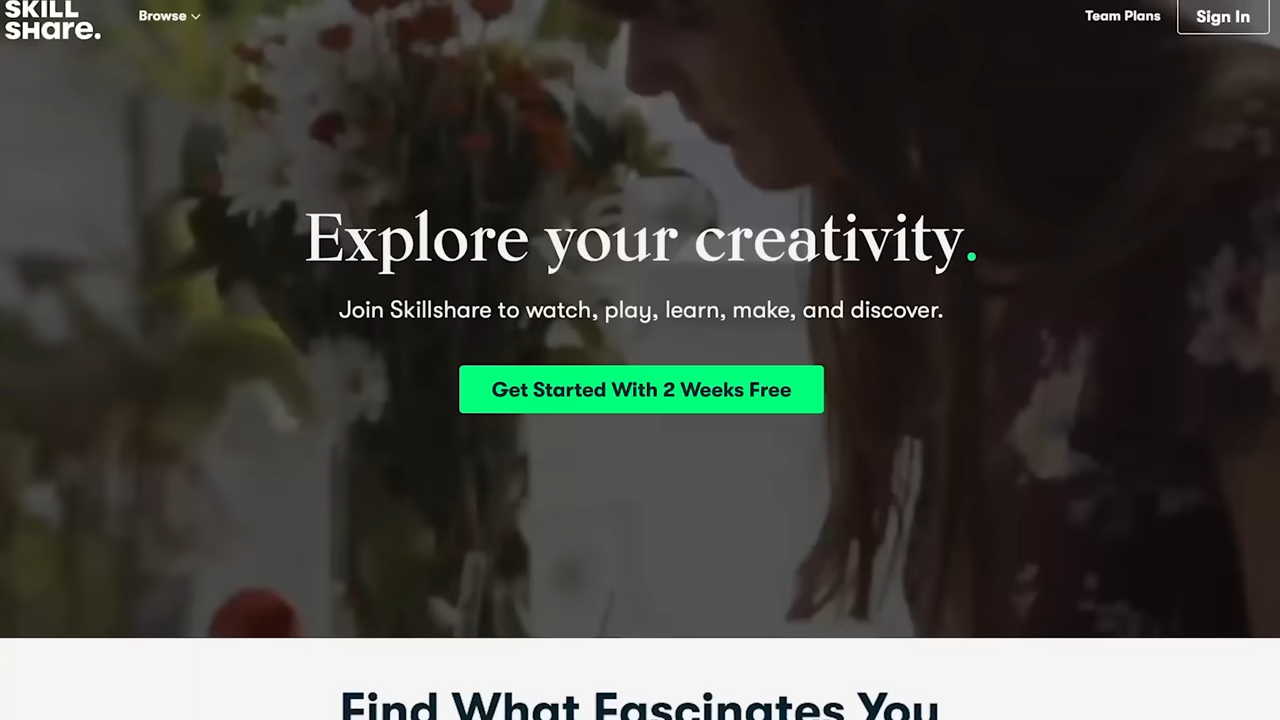 SKILL
SHare.
Browse
Team Plans
Sign In
Explore your creativity.
Join Skillshare to watch, play, learn, make, and discover.
Get Started With 2 Weeks Free
Find What Fascinates You